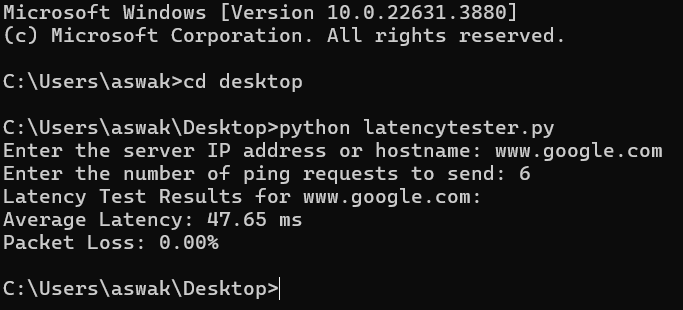 Microsoft Windows [Version 10.0.22631.3880]
(c) Microsoft Corporation. All rights reserved.
C:\Users\aswak>cd desktop
C:\Users\aswak\Desktop>python latencytester.py
Enter the server IP address or hostname: www.google.com
Enter the number of ping requests to send: 6
Latency Test Results for www.google.com:
Average Latency: 47.65 ms
Packet Loss: 0.00%
C:\Users\aswak\Desktop>